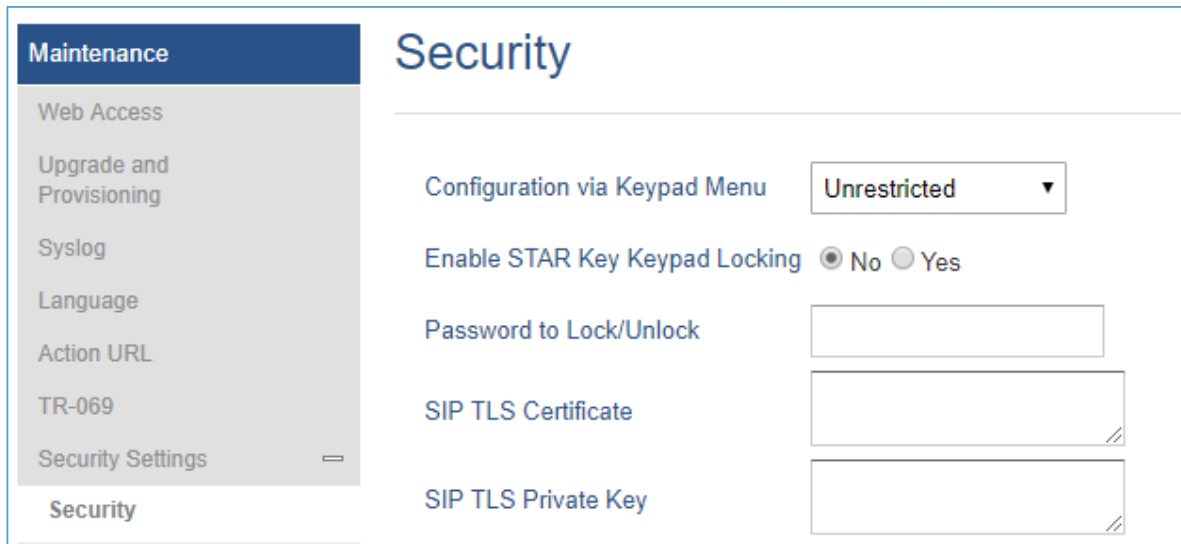 Maintenance
Web Access
Upgrade and
Provisioning
Syslog
Language
Action URL
TR-069
Security Settings
Security
Security
Configuration via Keypad Menu Unrestricted
Enable STAR Key Keypad Locking No Yes
Password to Lock/Unlock
SIP TLS Certificate
SIP TLS Private Key